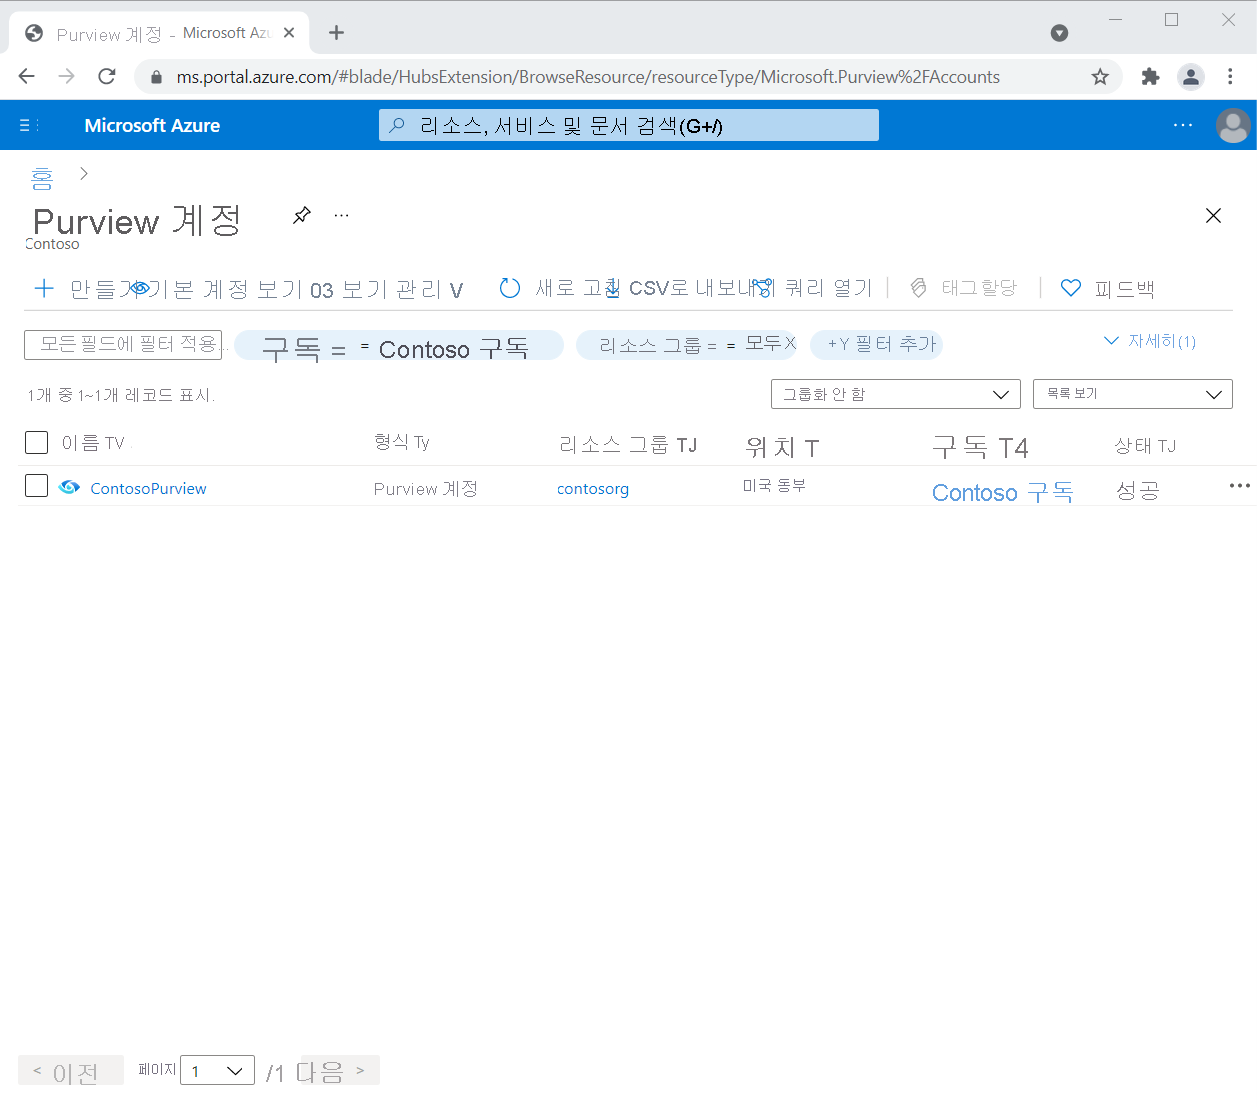 Purview 계정 - Microsoft Az
ms.portal.azure.com/#blade/HubsExtension/BrowseResource/resourceType/Microsoft.Purview%2FAccounts
Microsoft Azure
리소스, 서비스 및 문서 검색(G+/)
홈 >
Purview 계정 ...
Contoso
+ 만들기 기본 계정 보기 03 보기 관리 V 새로 고침 CSV로 내보내기 쿼리 열기 태그할당 피드백
모든 필드에 필터 적용... 구독 = = Contoso 구독 리소스 그룹 = = 모두 X +Y 필터 추가 자세히(1)
1개 중 1~1개 레코드 표시.
그룹화 안 함 목록 보기
이름 TV . 형식 Ty 리소스 그룹 TJ 위치 T 구독 T4 상태 TJ
ContosoPurview Purview 계정 contosorg 미국 동부 Contoso 구독 성공 ...
< 이전 페이지 1 /1 다음 >